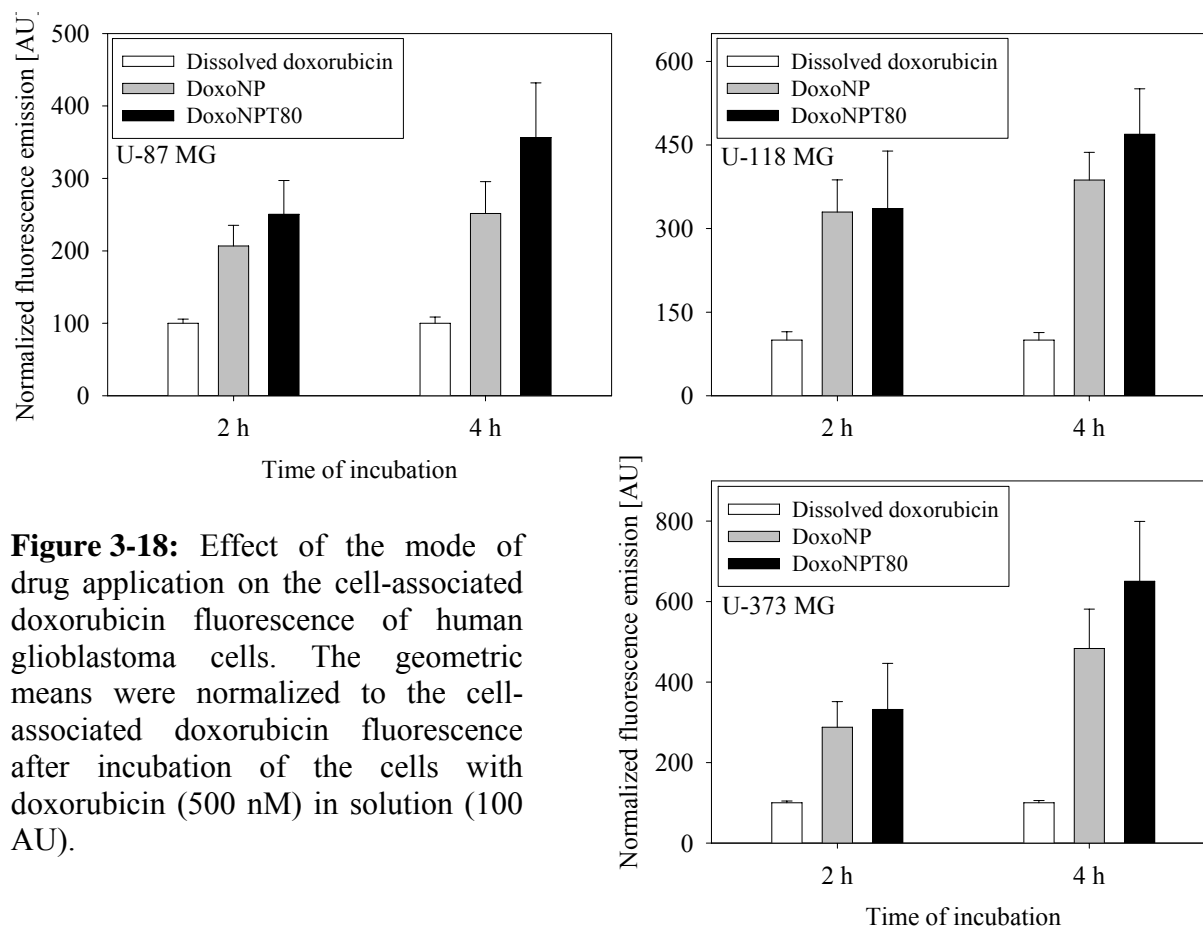 Normalized fluorescence emission [AU]
500
400
300
200
100
0
Dissolved doxorubicin
DoxoNP
DoxoNPT80
U-87 MG
2 h
4 h
Time of incubation
600
450
300
150
0
Dissolved doxorubicin
DoxoNP
DoxoNPT80
U-118 MG
2 h
4 h
Figure 3-18: Effect of the mode of
drug application on the cell-associated
doxorubicin fluorescence of human
glioblastoma cells. The geometric
means were normalized to the cell-
associated doxorubicin fluorescence
after incubation of the cells with
doxorubicin (500 nM) in solution (100
AU).
Normalized fluorescence emission [AU]
800
600
400
200
0
Dissolved doxorubicin
DoxoNP
DoxoNPT80
U-373 MG
2 h
4 h
Time of incubation